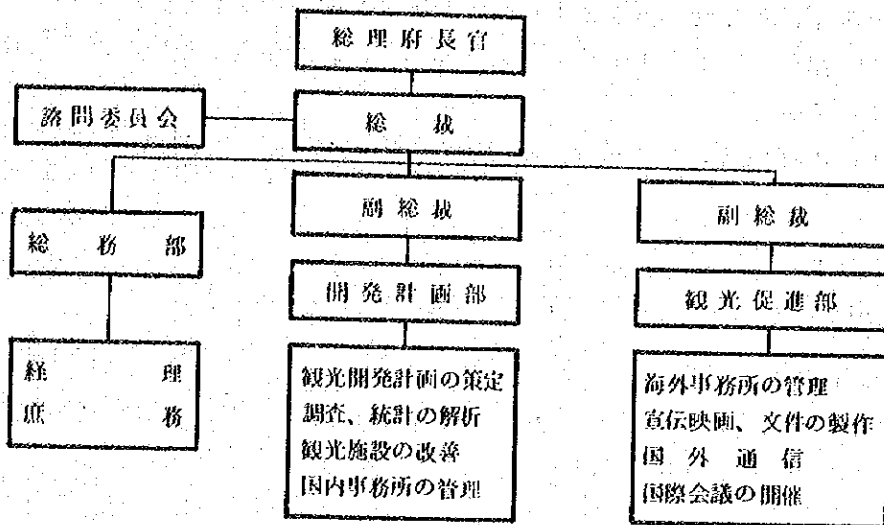 総理府長官
諮問委員会
総裁
副総裁
副総裁
総務部
開発計画部
観光促進部
経理
庶務
観光開発計画の策定
調査、統計の解析
観光施設の改善
国内事務所の管理
海外事務所の管理
宣伝映画、文件の製作
国外通信
国際会議の開催